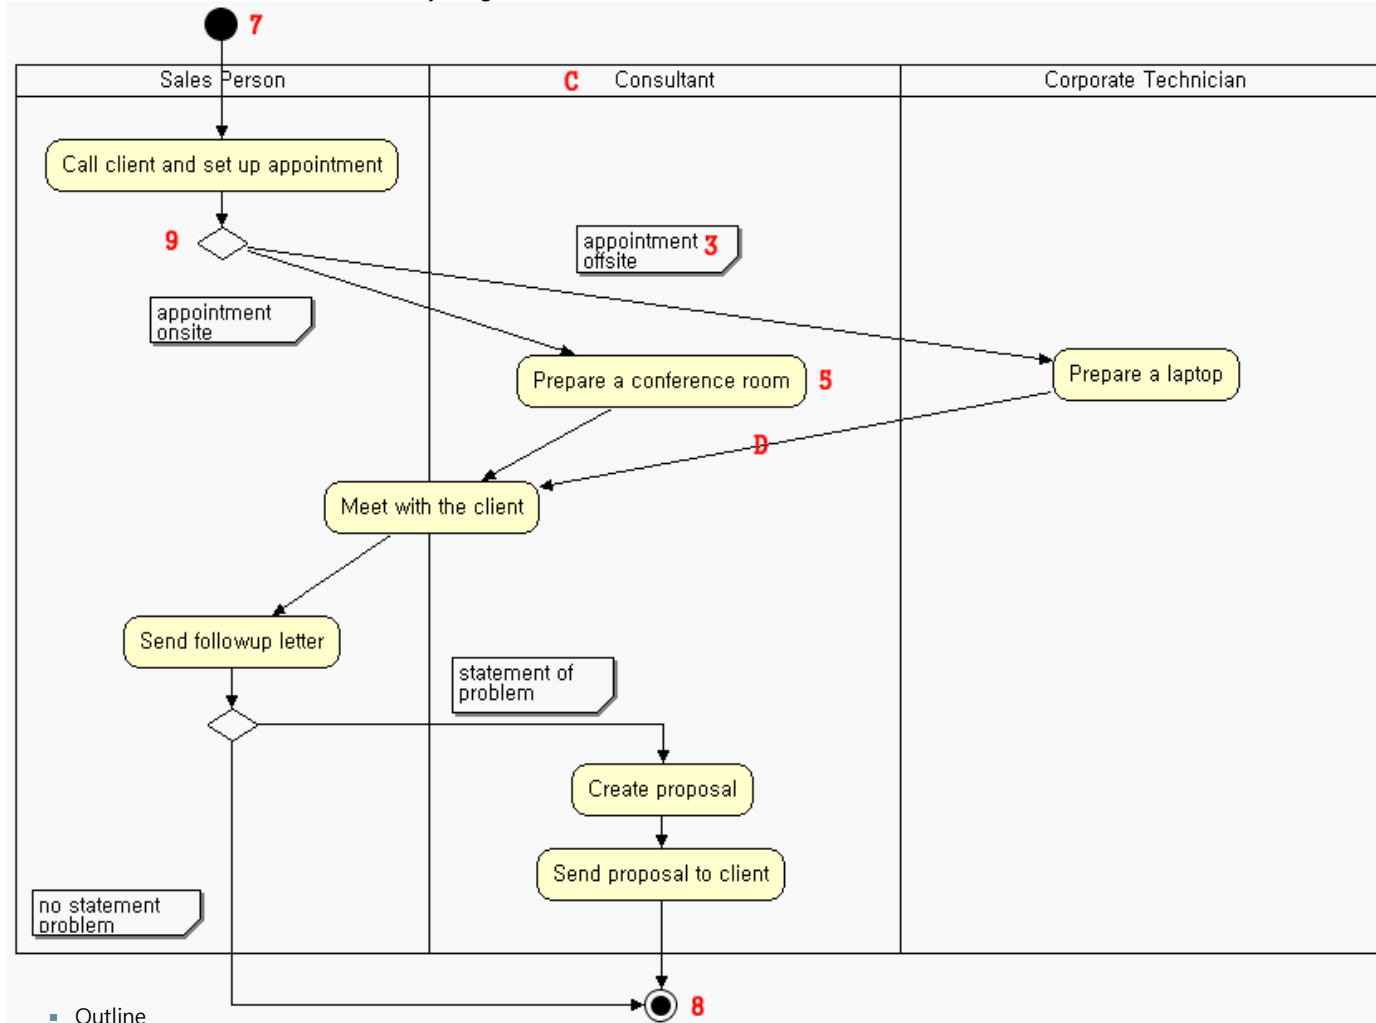 7
Sales Person
C Consultant
Corporate Technician
Call client and set up appointment
9
appointment 3
offsite
appointment
onsite
Prepare a conference room 5
Prepare a laptop
D
Meet with the client
Send followup letter
statement of
problem
Create proposal
Send proposal to client
no statement
problem
8
Outline